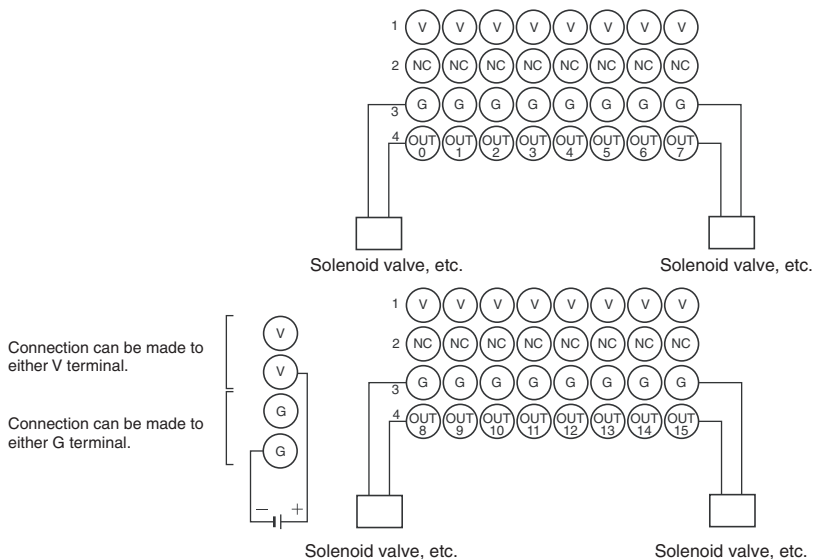 1 V V V V V V V V
2 NC NC NC NC NC NC NC NC
3 G G G G G G G G
4 OUT 0 OUT 1 OUT 2 OUT 3 OUT 4 OUT 5 OUT 6 OUT 7
Solenoid valve, etc. Solenoid valve, etc.
1 V V V V V V V V
2 NC NC NC NC NC NC NC NC
3 G G G G G G G G
4 OUT 8 OUT 9 OUT 10 OUT 11 OUT 12 OUT 13 OUT 14 OUT 15
Connection can be made to
either V terminal.
V
V
Connection can be made to
either G terminal.
G
G
− +
Solenoid valve, etc. Solenoid valve, etc.